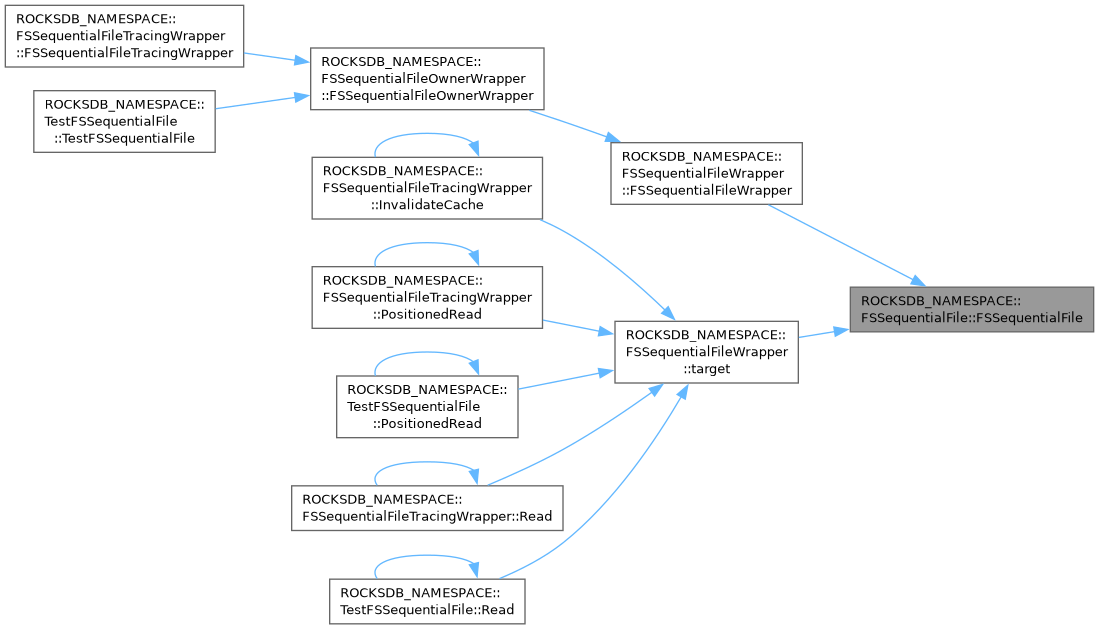 ROCKSDB_NAMESPACE::
FSSequentialFileTracingWrapper
::FSSequentialFileTracingWrapper
ROCKSDB_NAMESPACE::
TestFSSequentialFile
::TestFSSequentialFile
ROCKSDB_NAMESPACE::
FSSequentialFileOwnerWrapper
::FSSequentialFileOwnerWrapper
ROCKSDB_NAMESPACE::
FSSequentialFileTracingWrapper
::InvalidateCache
ROCKSDB_NAMESPACE::
FSSequentialFileTracingWrapper
::PositionedRead
ROCKSDB_NAMESPACE::
TestFSSequentialFile
::PositionedRead
ROCKSDB_NAMESPACE::
FSSequentialFileTracingWrapper::Read
ROCKSDB_NAMESPACE::
TestFSSequentialFile::Read
ROCKSDB_NAMESPACE::
FSSequentialFileWrapper
::FSSequentialFileWrapper
ROCKSDB_NAMESPACE::
FSSequentialFileWrapper
::target
ROCKSDB_NAMESPACE::
FSSequentialFile::FSSequentialFile